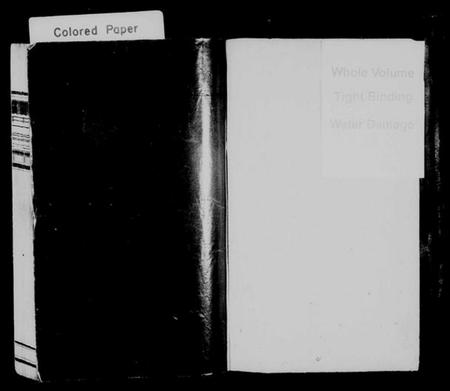 Colored Paper
Whole Volume
Tight Binding
Water Damage